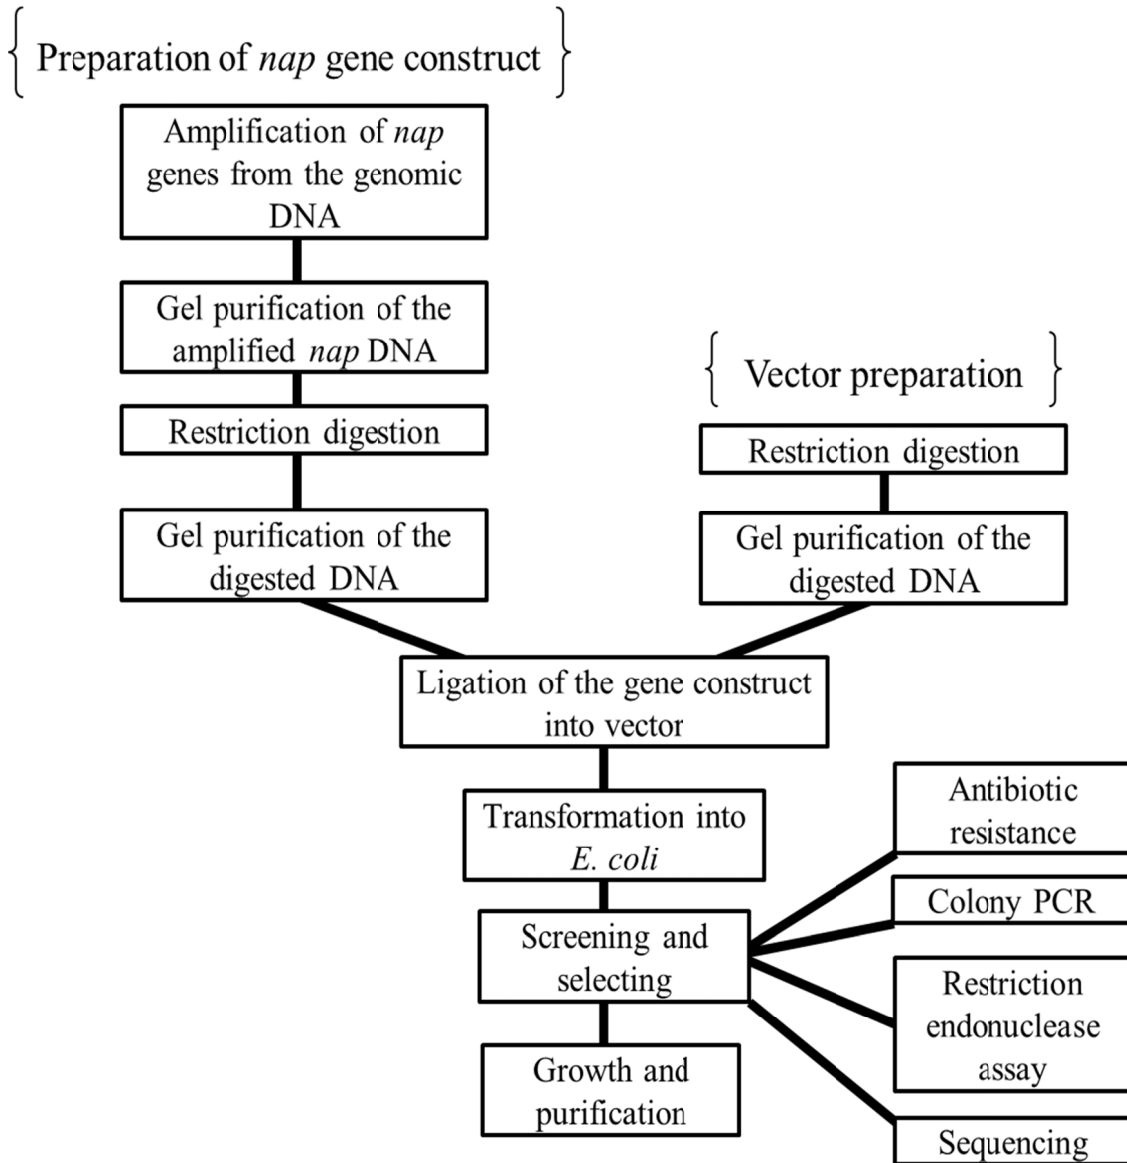 { Preparation of nap gene construct }
Amplification of nap
genes from the genomic
DNA
Gel purification of the
amplified nap DNA
Restriction digestion
Gel purification of the
digested DNA
{ Vector preparation }
Restriction digestion
Gel purification of the
digested DNA
Ligation of the gene construct
into vector
Transformation into
E. coli
Screening and
selecting
Growth and
purification
Antibiotic
resistance
Colony PCR
Restriction
endonuclease
assay
Sequencing